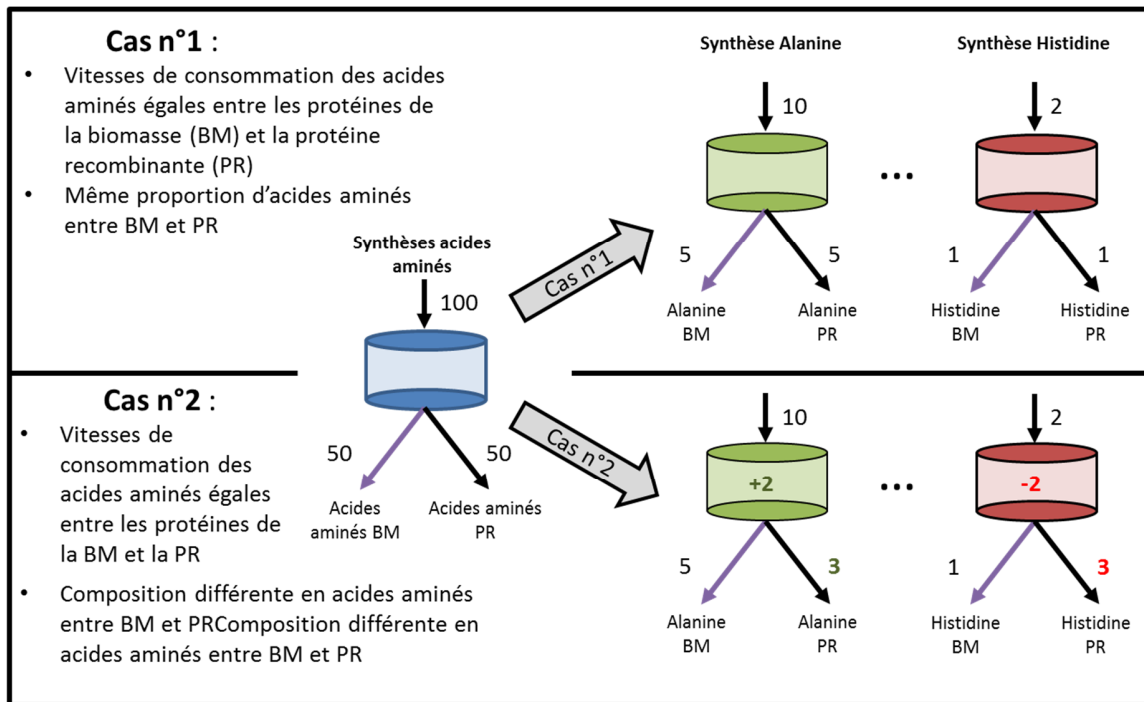 Cas n°1 :
• Vitesses de consommation des acides
aminés égales entre les protéines de
la biomasse (BM) et la protéine
recombinante (PR)
• Même proportion d'acides aminés
entre BM et PR
Synthèses acides
aminés
100
50
50
Acides
aminés BM
Acides aminés
PR
Cas n°1
Synthèse Alanine
10
5
5
Alanine
BM
Alanine
PR
...
Synthèse Histidine
2
1
1
Histidine
BM
Histidine
PR
Cas n°2 :
• Vitesses de
consommation des
acides aminés égales
entre les protéines de
la BM et la PR
• Composition différente en acides aminés
entre BM et PRComposition différente en
acides aminés entre BM et PR
Cas n°2
10
+2
5
3
Alanine
BM
Alanine
PR
...
2
-2
1
3
Histidine
BM
Histidine
PR